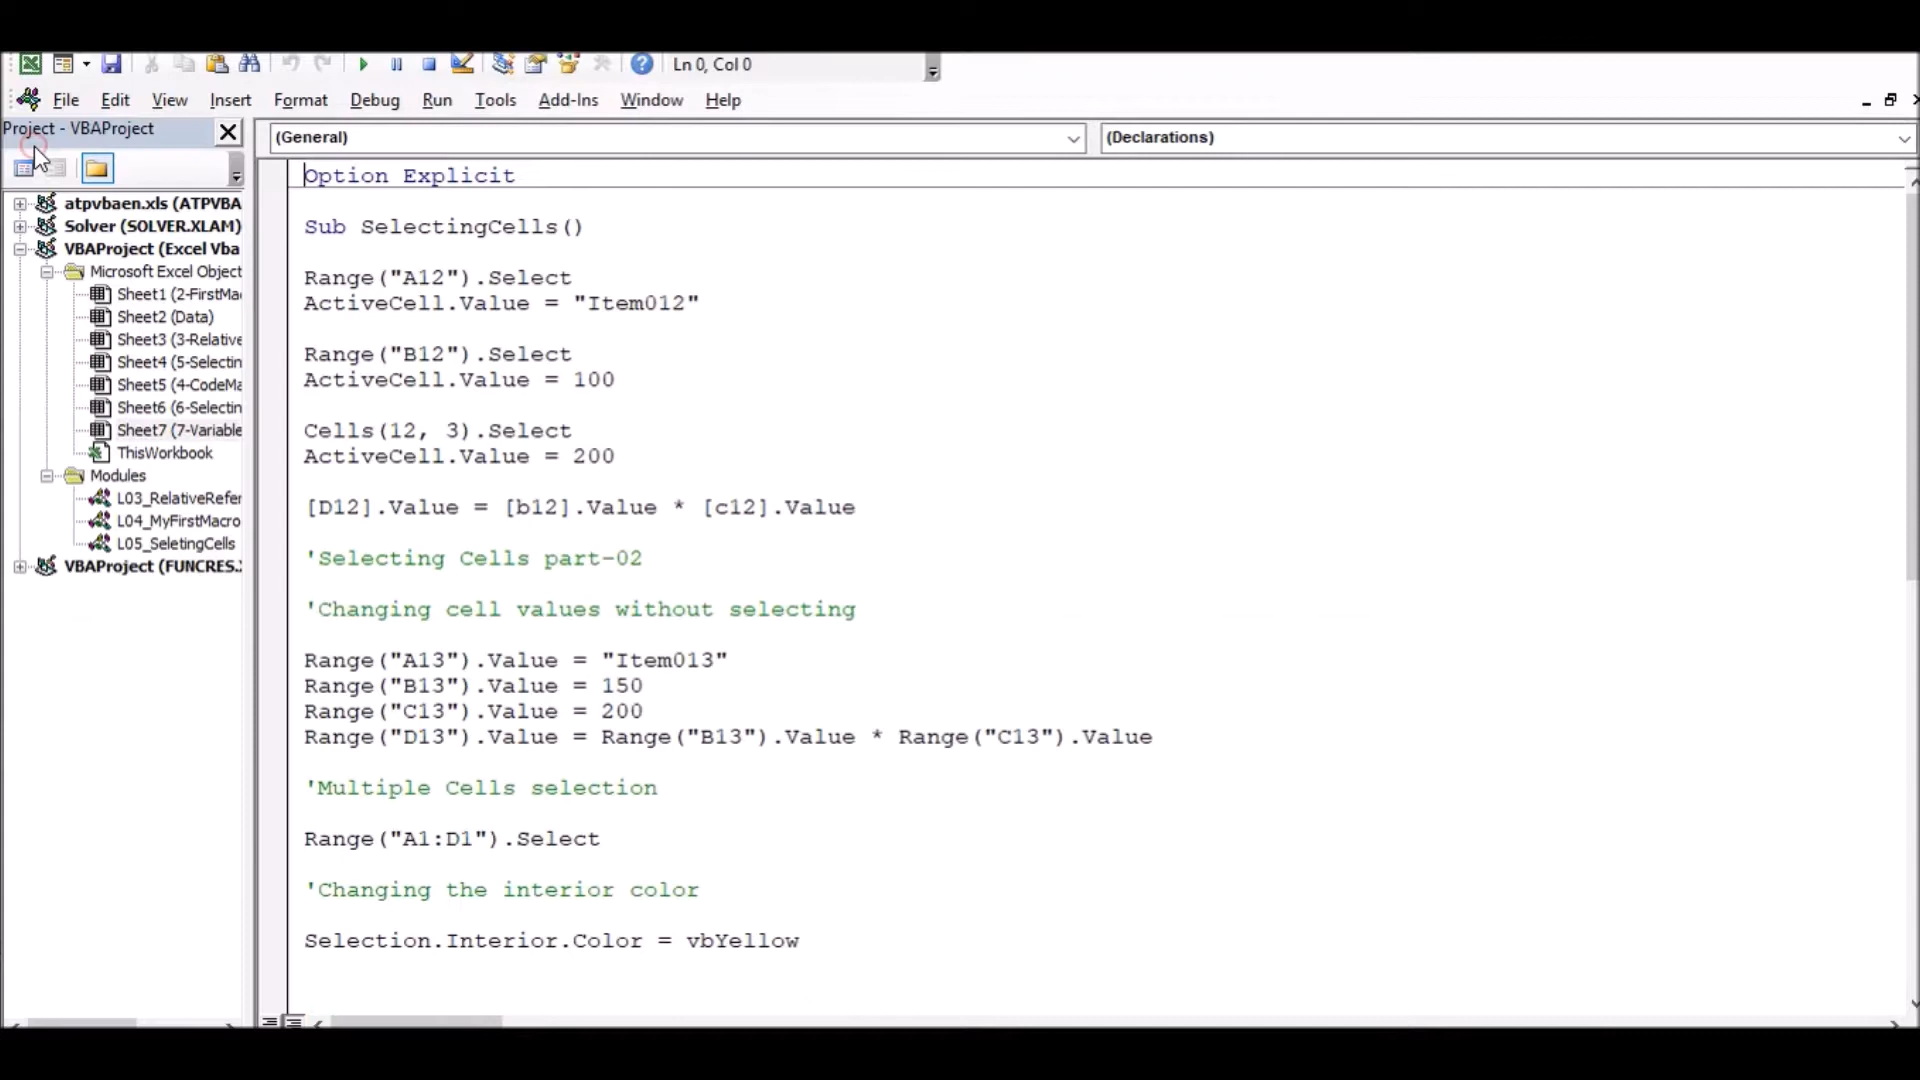 Ln 0, Col 0
File Edit View Insert Format Debug Run Tools Add-Ins Window Help
Project - VBAProject
(General)
(Declarations)
atpvbaen.xls (ATPVBA
Solver (SOLVER.XLAM)
VBAProject (Excel Vba
Microsoft Excel Object
Sheet1 (2-FirstMa
Sheet2 (Data)
Sheet3 (3-Relative
Sheet4 (5-Selectin
Sheet5 (4-CodeMa
Sheet6 (6-Selectin
Sheet7 (7-Variable
ThisWorkbook
Modules
L03_RelativeRefer
L04_MyFirstMacro
L05_SeletingCells
VBAProject (FUNCRES.
Option Explicit
Sub SelectingCells()
Range("A12").Select
ActiveCell.Value = "Item012"
Range("B12").Select
ActiveCell.Value = 100
Cells(12, 3).Select
ActiveCell.Value = 200
[D12].Value = [b12].Value * [c12].Value
'Selecting Cells part-02
'Changing cell values without selecting
Range("A13").Value = "Item013"
Range("B13").Value = 150
Range("C13").Value = 200
Range("D13").Value = Range("B13").Value * Range("C13").Value
'Multiple Cells selection
Range("A1:D1").Select
'Changing the interior color
Selection.Interior.Color = vbYellow